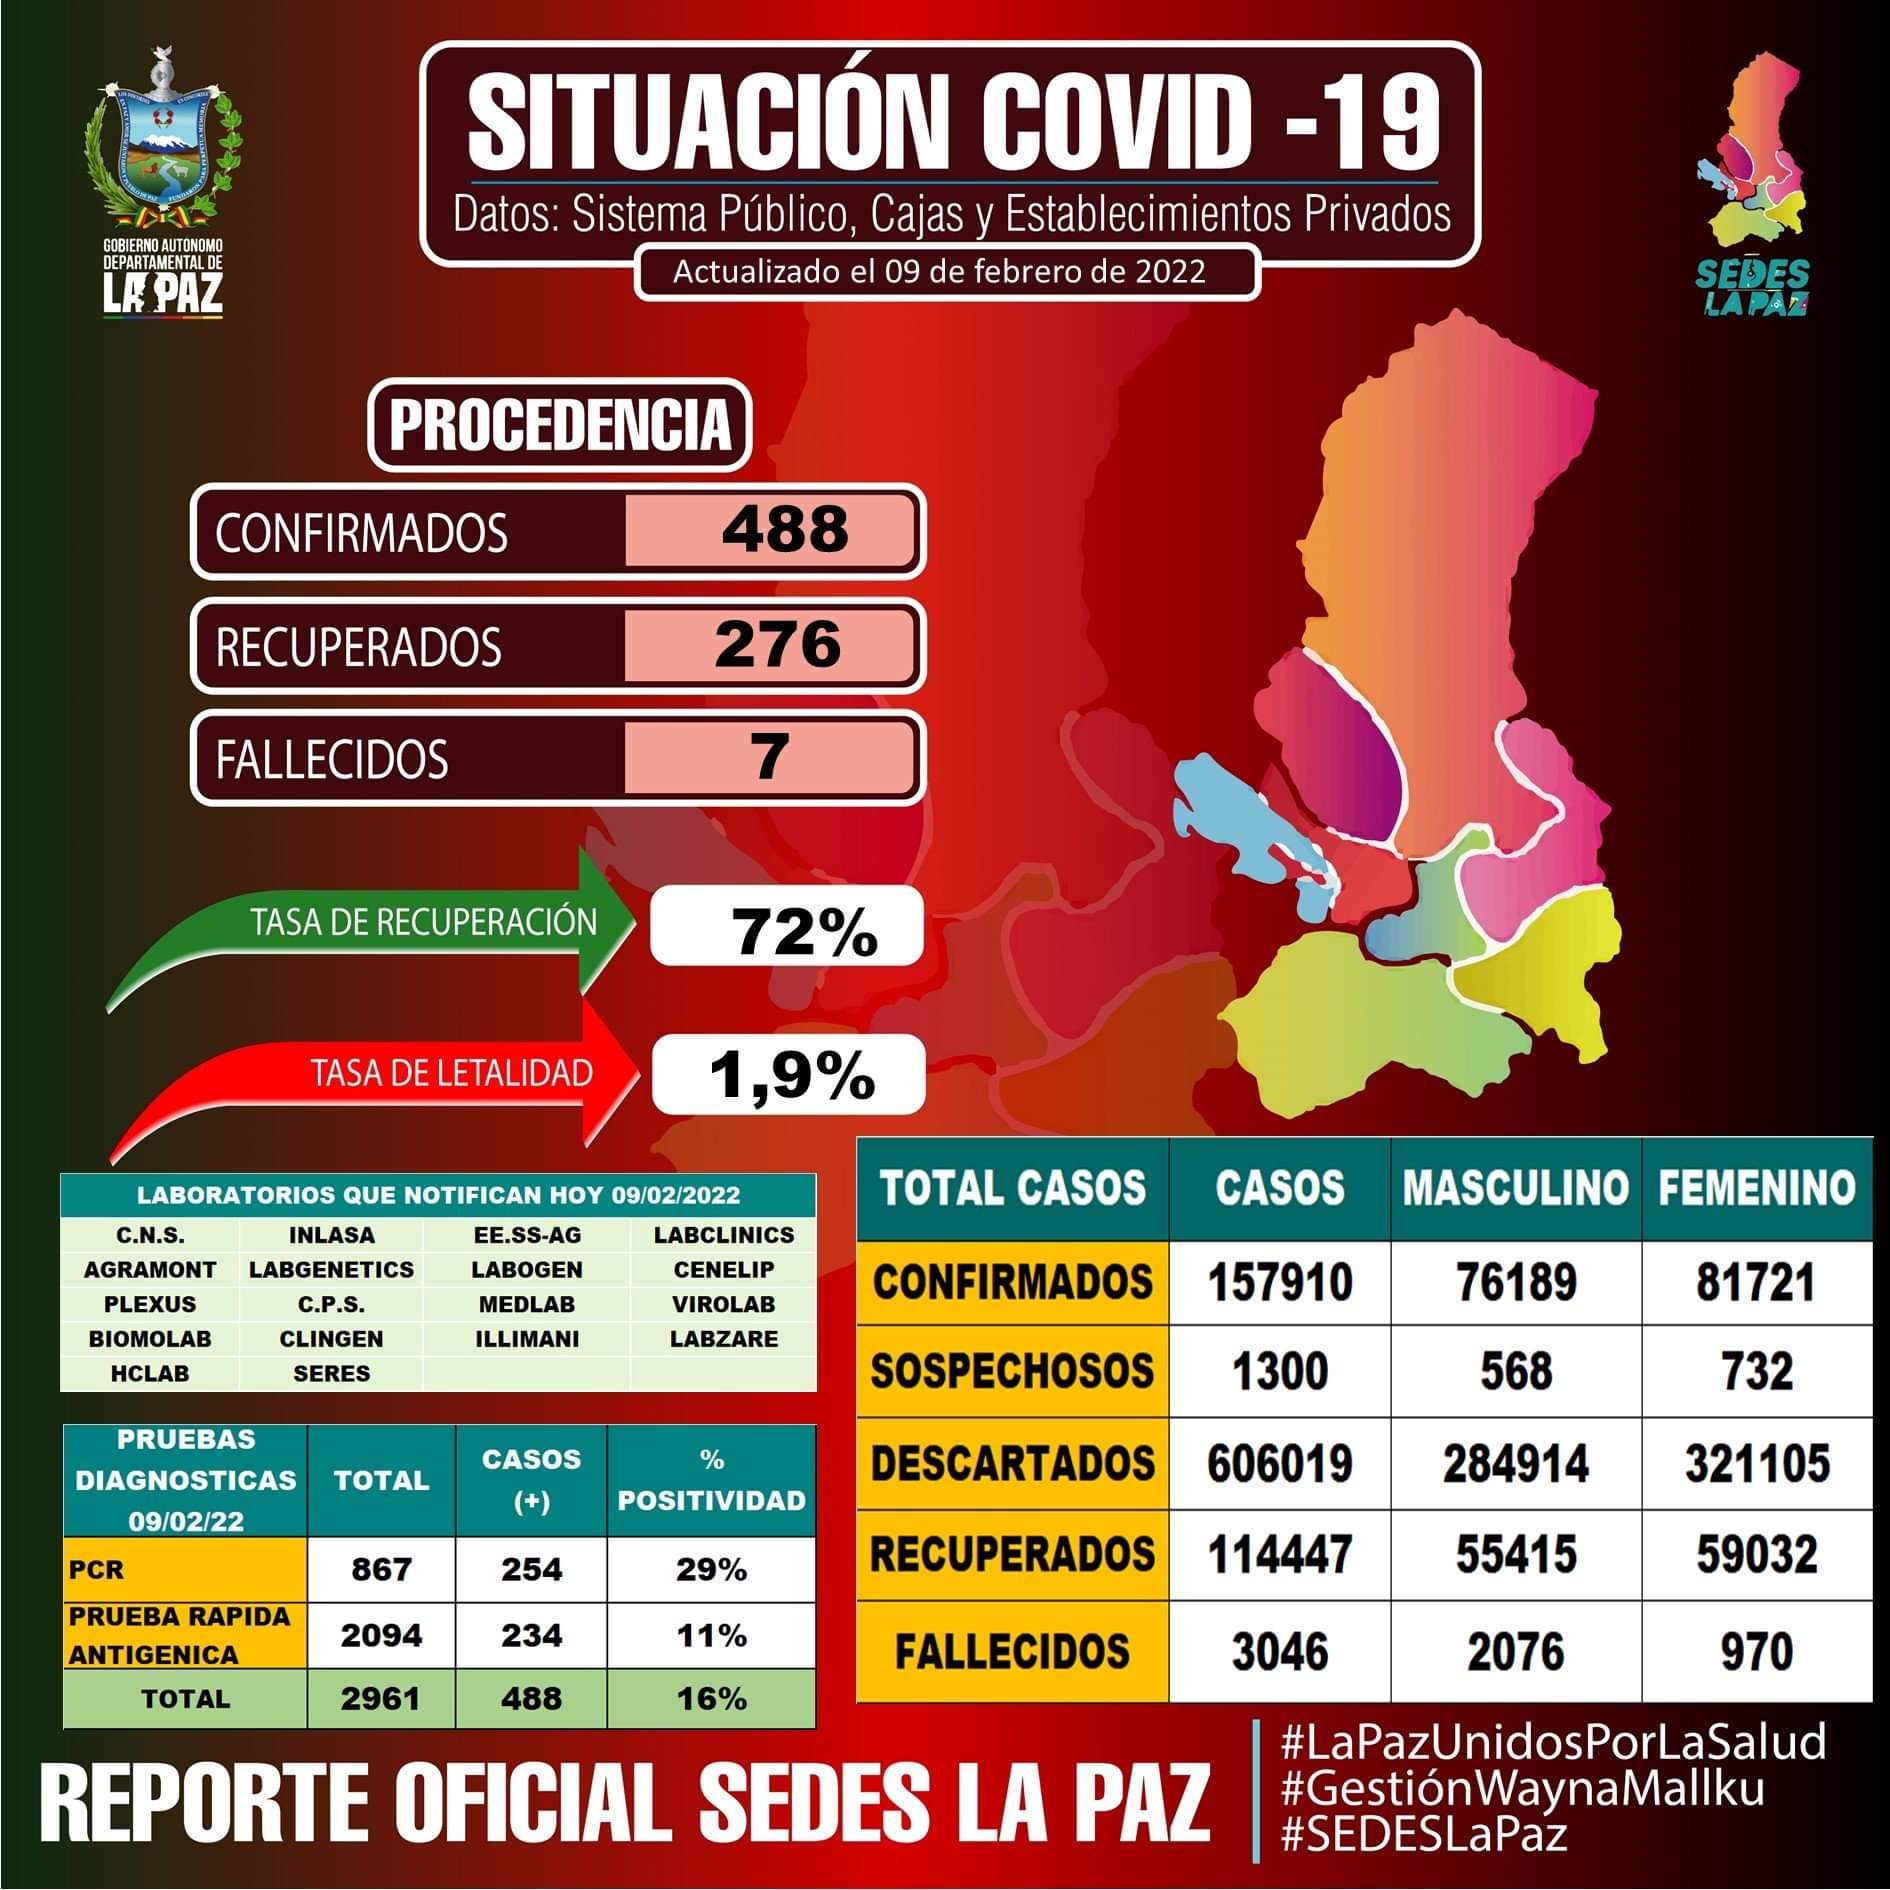 GOBIERNO AUTÓNOMO
DEPARTAMENTAL DE
LA PAZ
SITUACIÓN COVID -19
Datos: Sistema Público, Cajas y Establecimientos Privados
Actualizado el 09 de febrero de 2022
SEDES
LA PAZ
PROCEDENCIA
CONFIRMADOS 488
RECUPERADOS 276
FALLECIDOS 7
TASA DE RECUPERACIÓN 72%
TASA DE LETALIDAD 1,9%
LABORATORIOS QUE NOTIFICAN HOY 09/02/2022
C.N.S. INLASA EE.SS-AG LABCLINICS
AGRAMONT LABGENETICS LABOGEN CENELIP
PLEXUS C.P.S. MEDLAB VIROLAB
BIOMOLAB CLINGEN ILLIMANI LABZARE
HCLAB SERES
PRUEBAS
DIAGNOSTICAS
09/02/22
TOTAL
CASOS
(+)
%
POSITIVIDAD
PCR 867 254 29%
PRUEBA RAPIDA
ANTIGENICA
2094 234 11%
TOTAL 2961 488 16%
TOTAL CASOS CASOS MASCULINO FEMENINO
CONFIRMADOS 157910 76189 81721
SOSPECHOSOS 1300 568 732
DESCARTADOS 606019 284914 321105
RECUPERADOS 114447 55415 59032
FALLECIDOS 3046 2076 970
REPORTE OFICIAL SEDES LA PAZ
#LaPazUnidosPorLaSalud
#GestiónWaynaMallku
#SEDESLaPaz